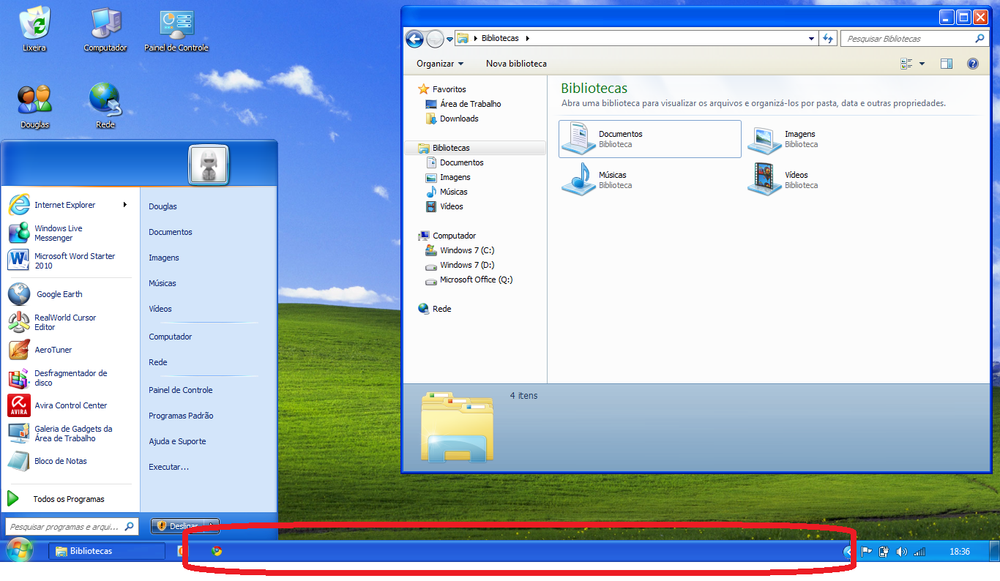 Lixeira
Computador
Painel de Controle
Douglas
Rede
Internet Explorer
Windows Live
Messenger
Microsoft Word Starter
2010
Google Earth
RealWorld Cursor
Editor
AeroTuner
Desfragmentador de
disco
AVIRA
Avira Control Center
Galeria de Gadgets da
Área de Trabalho
Bloco de Notas
Todos os Programas
Pesquisar programas e arqui...
Douglas
Documentos
Imagens
Músicas
Vídeos
Computador
Rede
Painel de Controle
Programas Padrão
Ajuda e Suporte
Executar...
Desligar
Bibliotecas
Pesquisar Bibliotecas
Organizar
Nova biblioteca
Favoritos
Área de Trabalho
Downloads
Bibliotecas
Documentos
Imagens
Músicas
Vídeos
Computador
Windows 7 (C:)
Windows 7 (D:)
Microsoft Office (Q:)
Rede
Bibliotecas
Abra uma biblioteca para visualizar os arquivos e organizá-los por pasta, data e outras propriedades.
Documentos
Biblioteca
Imagens
Biblioteca
Músicas
Biblioteca
Vídeos
Biblioteca
4 itens
Bibliotecas
18:36